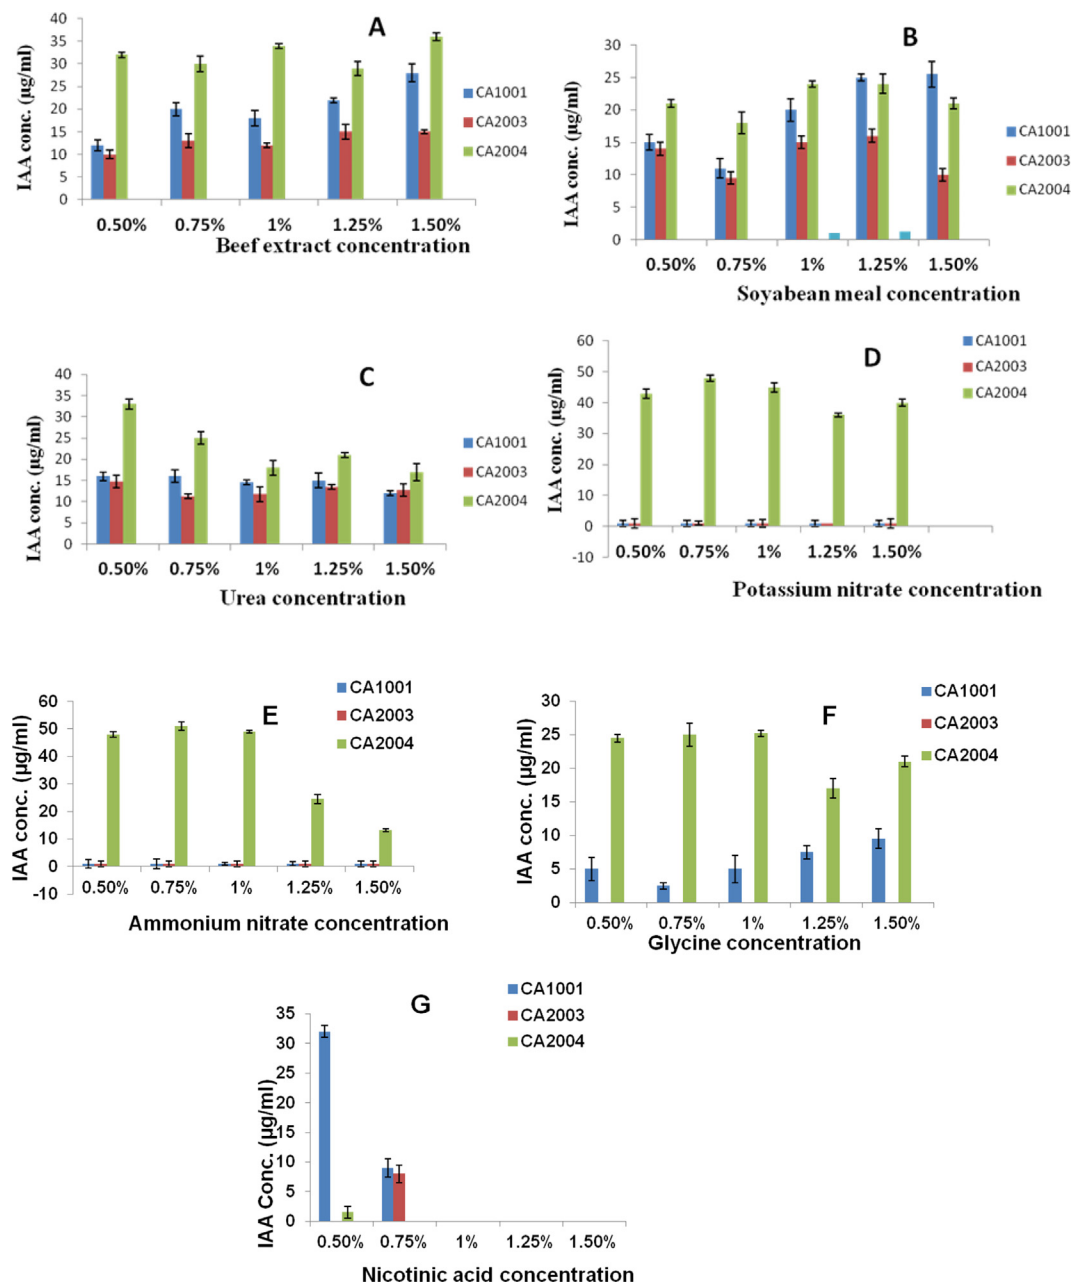 A
IAA conc. (µg/ml)
40
35
30
25
20
15
10
5
0
0.50% 0.75% 1% 1.25% 1.50%
Beef extract concentration
CA1001
CA2003
CA2004
B
IAA conc. (µg/ml)
30
25
20
15
10
5
0
0.50% 0.75% 1% 1.25% 1.50%
Soyabean meal concentration
CA1001
CA2003
CA2004
C
IAA conc. (µg/ml)
40
35
30
25
20
15
10
5
0
0.50% 0.75% 1% 1.25% 1.50%
Urea concentration
CA1001
CA2003
CA2004
D
IAA conc. (µg/ml)
60
50
40
30
20
10
0
-10
0.50% 0.75% 1% 1.25% 1.50%
Potassium nitrate concentration
CA1001
CA2003
CA2004
E
IAA conc. (µg/ml)
60
50
40
30
20
10
0
-10
0.50% 0.75% 1% 1.25% 1.50%
Ammonium nitrate concentration
CA1001
CA2003
CA2004
F
IAA conc. (µg/ml)
30
25
20
15
10
5
0
0.50% 0.75% 1% 1.25% 1.50%
Glycine concentration
CA1001
CA2003
CA2004
G
IAA Conc. (µg/ml)
35
30
25
20
15
10
5
0
0.50% 0.75% 1% 1.25% 1.50%
Nicotinic acid concentration
CA1001
CA2003
CA2004